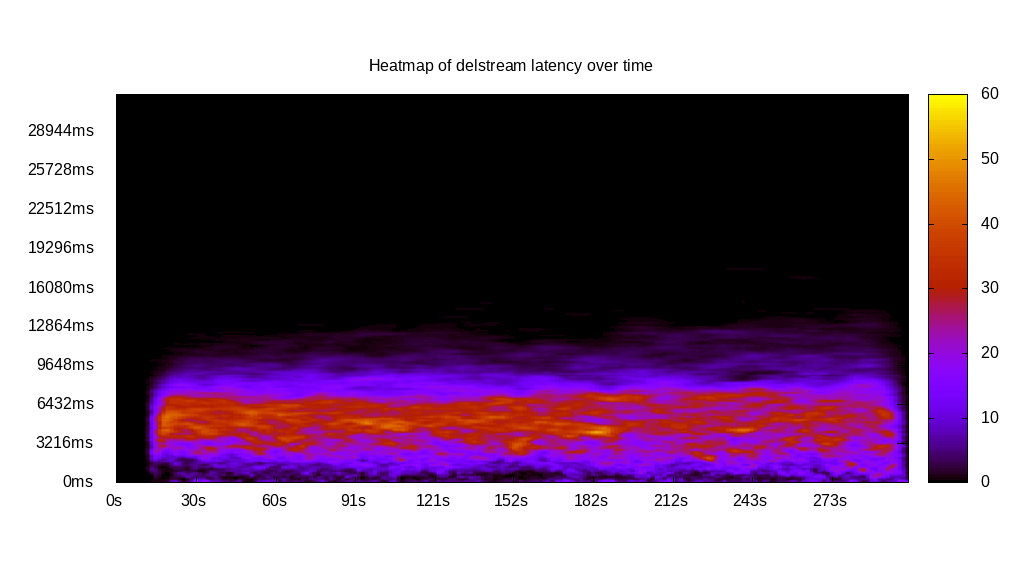 Heatmap of delstream latency over time
28944ms
25728ms
22512ms
19296ms
16080ms
12864ms
9648ms
6432ms
3216ms
0ms
0s 30s 60s 91s 121s 152s 182s 212s 243s 273s
60
50
40
30
20
10
0